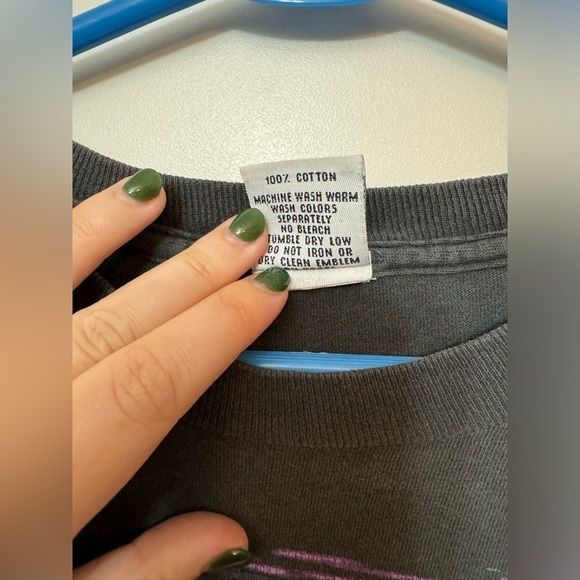 100% COTTON
MACHINE WASH WARM
WASH COLORS
SEPARATELY
NO BLEACH
TUMBLE DRY LOW
DO NOT IRON OR
DRY CLEAN EMBLEM